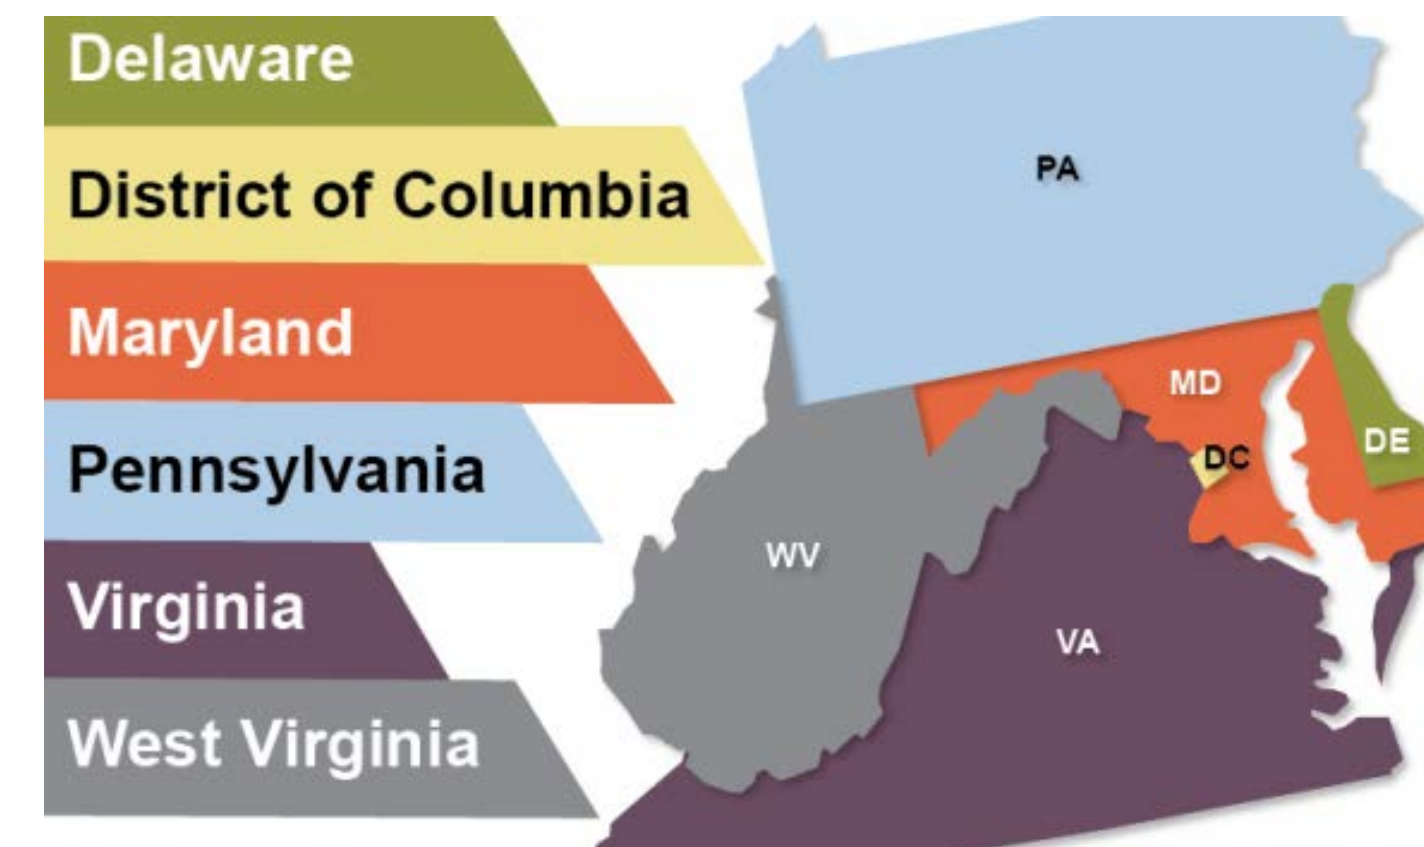 Delaware
District of Columbia
Maryland
Pennsylvania
Virginia
West Virginia
PA
MD
DC
DE
WV
VA